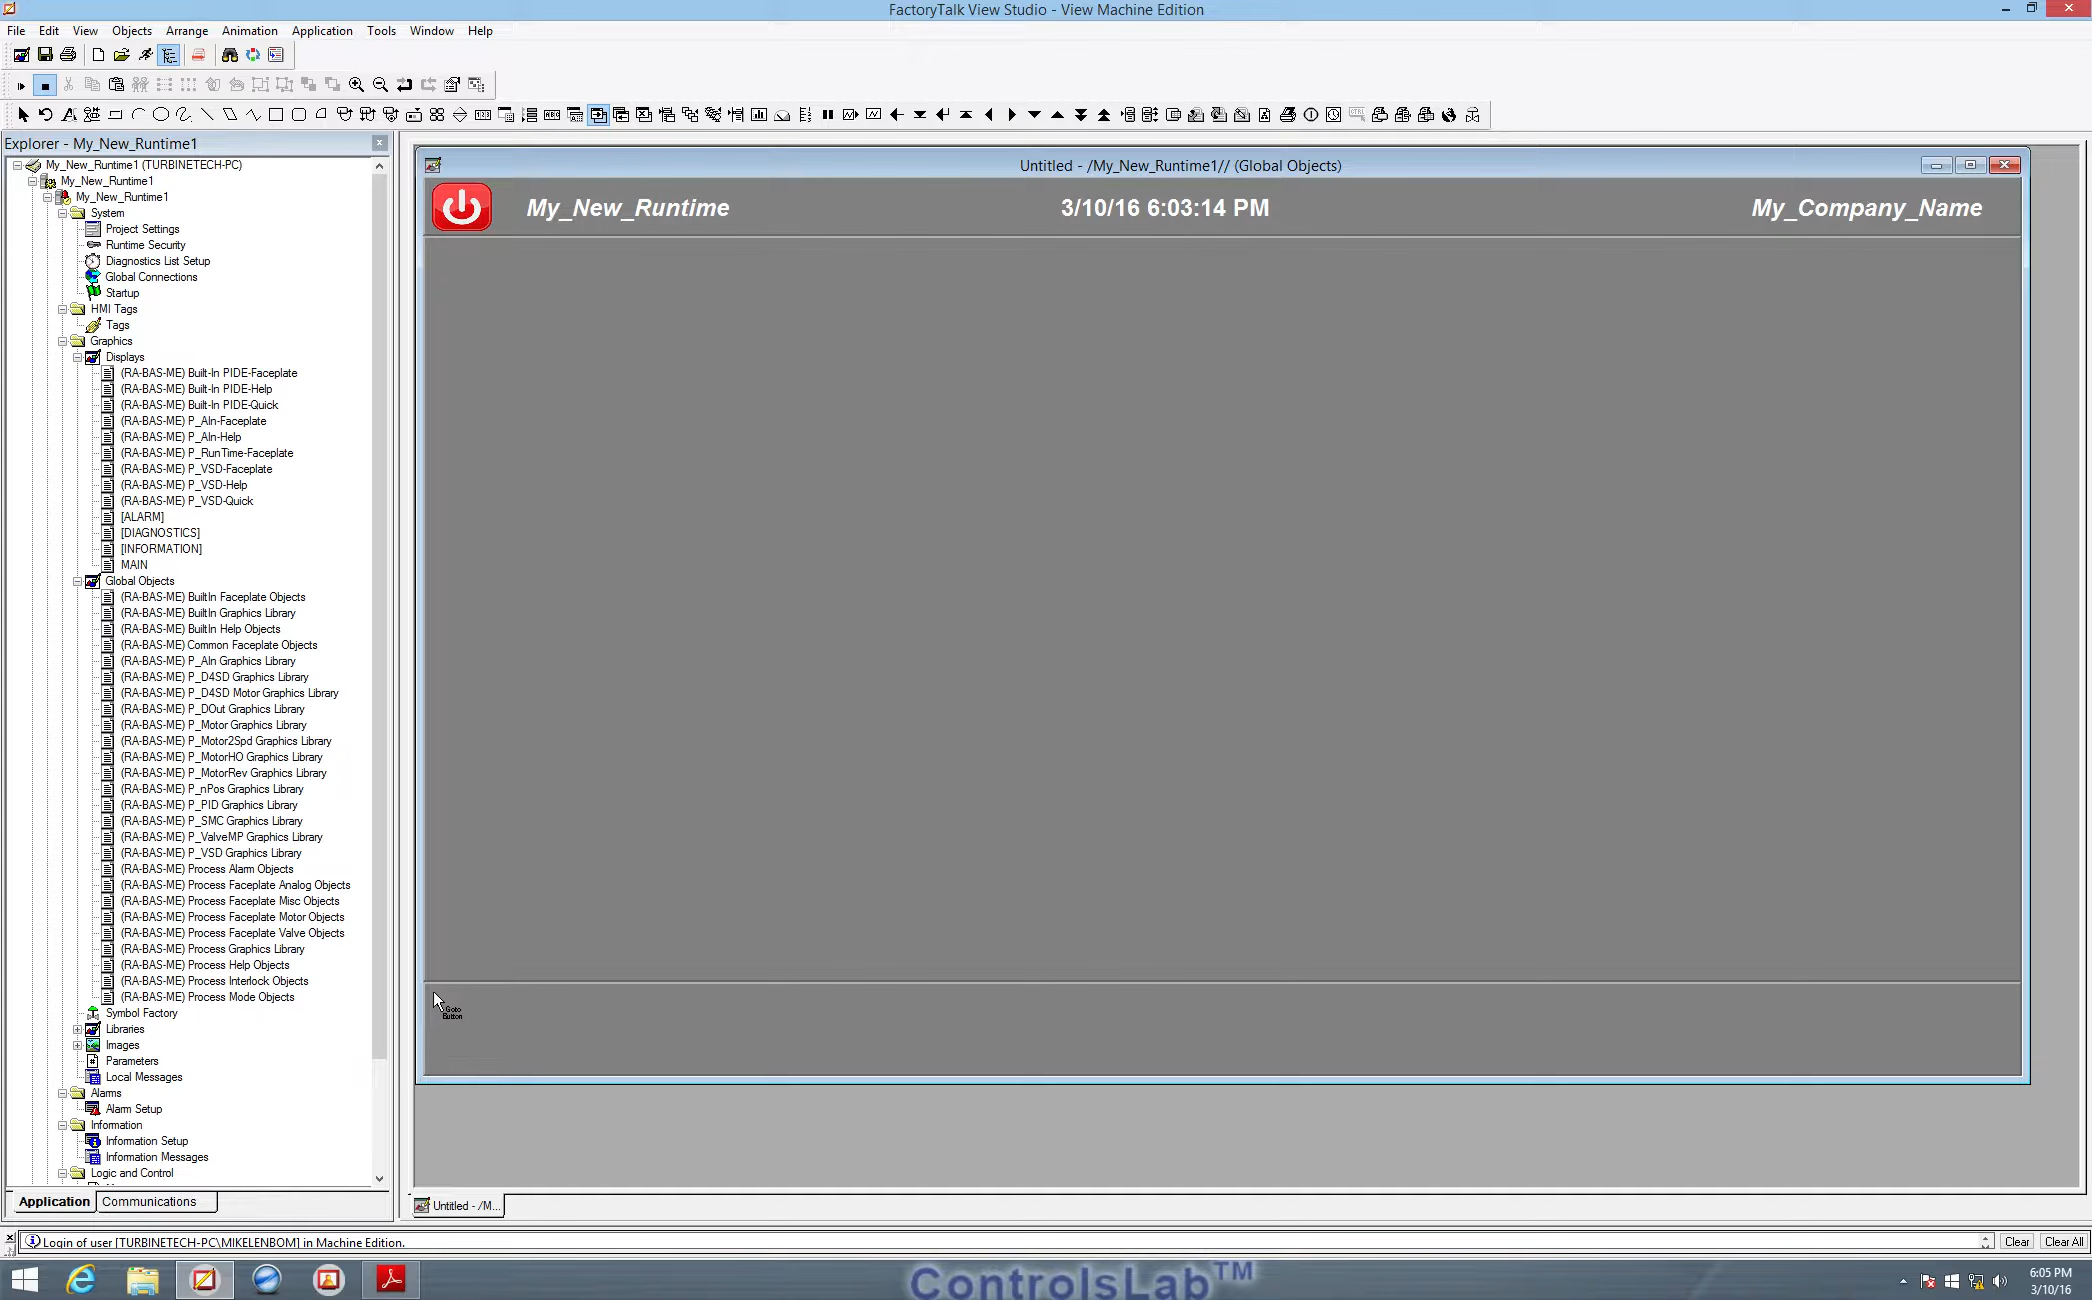 FactoryTalk View Studio - View Machine Edition
File Edit View Objects Arrange Animation Application Tools Window Help
Explorer - My_New_Runtime1
My_New_Runtime1 (TURBINETECH-PC)
My_New_Runtime1
My_New_Runtime1
System
Project Settings
Runtime Security
Diagnostics List Setup
Global Connections
Startup
HMI Tags
Tags
Graphics
Displays
(RA-BAS-ME) Built-In PIDE-Faceplate
(RA-BAS-ME) Built-In PIDE-Help
(RA-BAS-ME) Built-In PIDE-Quick
(RA-BAS-ME) P_AIn-Faceplate
(RA-BAS-ME) P_AIn-Help
(RA-BAS-ME) P_RunTime-Faceplate
(RA-BAS-ME) P_VSD-Faceplate
(RA-BAS-ME) P_VSD-Help
(RA-BAS-ME) P_VSD-Quick
[ALARM]
[DIAGNOSTICS]
[INFORMATION]
MAIN
Global Objects
(RA-BAS-ME) BuiltIn Faceplate Objects
(RA-BAS-ME) BuiltIn Graphics Library
(RA-BAS-ME) BuiltIn Help Objects
(RA-BAS-ME) Common Faceplate Objects
(RA-BAS-ME) P_AIn Graphics Library
(RA-BAS-ME) P_D4SD Graphics Library
(RA-BAS-ME) P_D4SD Motor Graphics Library
(RA-BAS-ME) P_DOut Graphics Library
(RA-BAS-ME) P_Motor Graphics Library
(RA-BAS-ME) P_Motor2Spd Graphics Library
(RA-BAS-ME) P_MotorHO Graphics Library
(RA-BAS-ME) P_MotorRev Graphics Library
(RA-BAS-ME) P_nPos Graphics Library
(RA-BAS-ME) P_PID Graphics Library
(RA-BAS-ME) P_SMC Graphics Library
(RA-BAS-ME) P_ValveMP Graphics Library
(RA-BAS-ME) P_VSD Graphics Library
(RA-BAS-ME) Process Alarm Objects
(RA-BAS-ME) Process Faceplate Analog Objects
(RA-BAS-ME) Process Faceplate Misc Objects
(RA-BAS-ME) Process Faceplate Motor Objects
(RA-BAS-ME) Process Faceplate Valve Objects
(RA-BAS-ME) Process Graphics Library
(RA-BAS-ME) Process Help Objects
(RA-BAS-ME) Process Interlock Objects
(RA-BAS-ME) Process Mode Objects
Symbol Factory
Libraries
Images
Parameters
Local Messages
Alarms
Alarm Setup
Information
Information Setup
Information Messages
Logic and Control
Application Communications
Untitled - /My_New_Runtime1// (Global Objects)
My_New_Runtime 3/10/16 6:03:14 PM My_Company_Name
Goto
Button
Untitled - /M...
Login of user [TURBINETECH-PC\MIKELENBOM] in Machine Edition.
Clear Clear All
ControlsLab™
6:05 PM
3/10/16